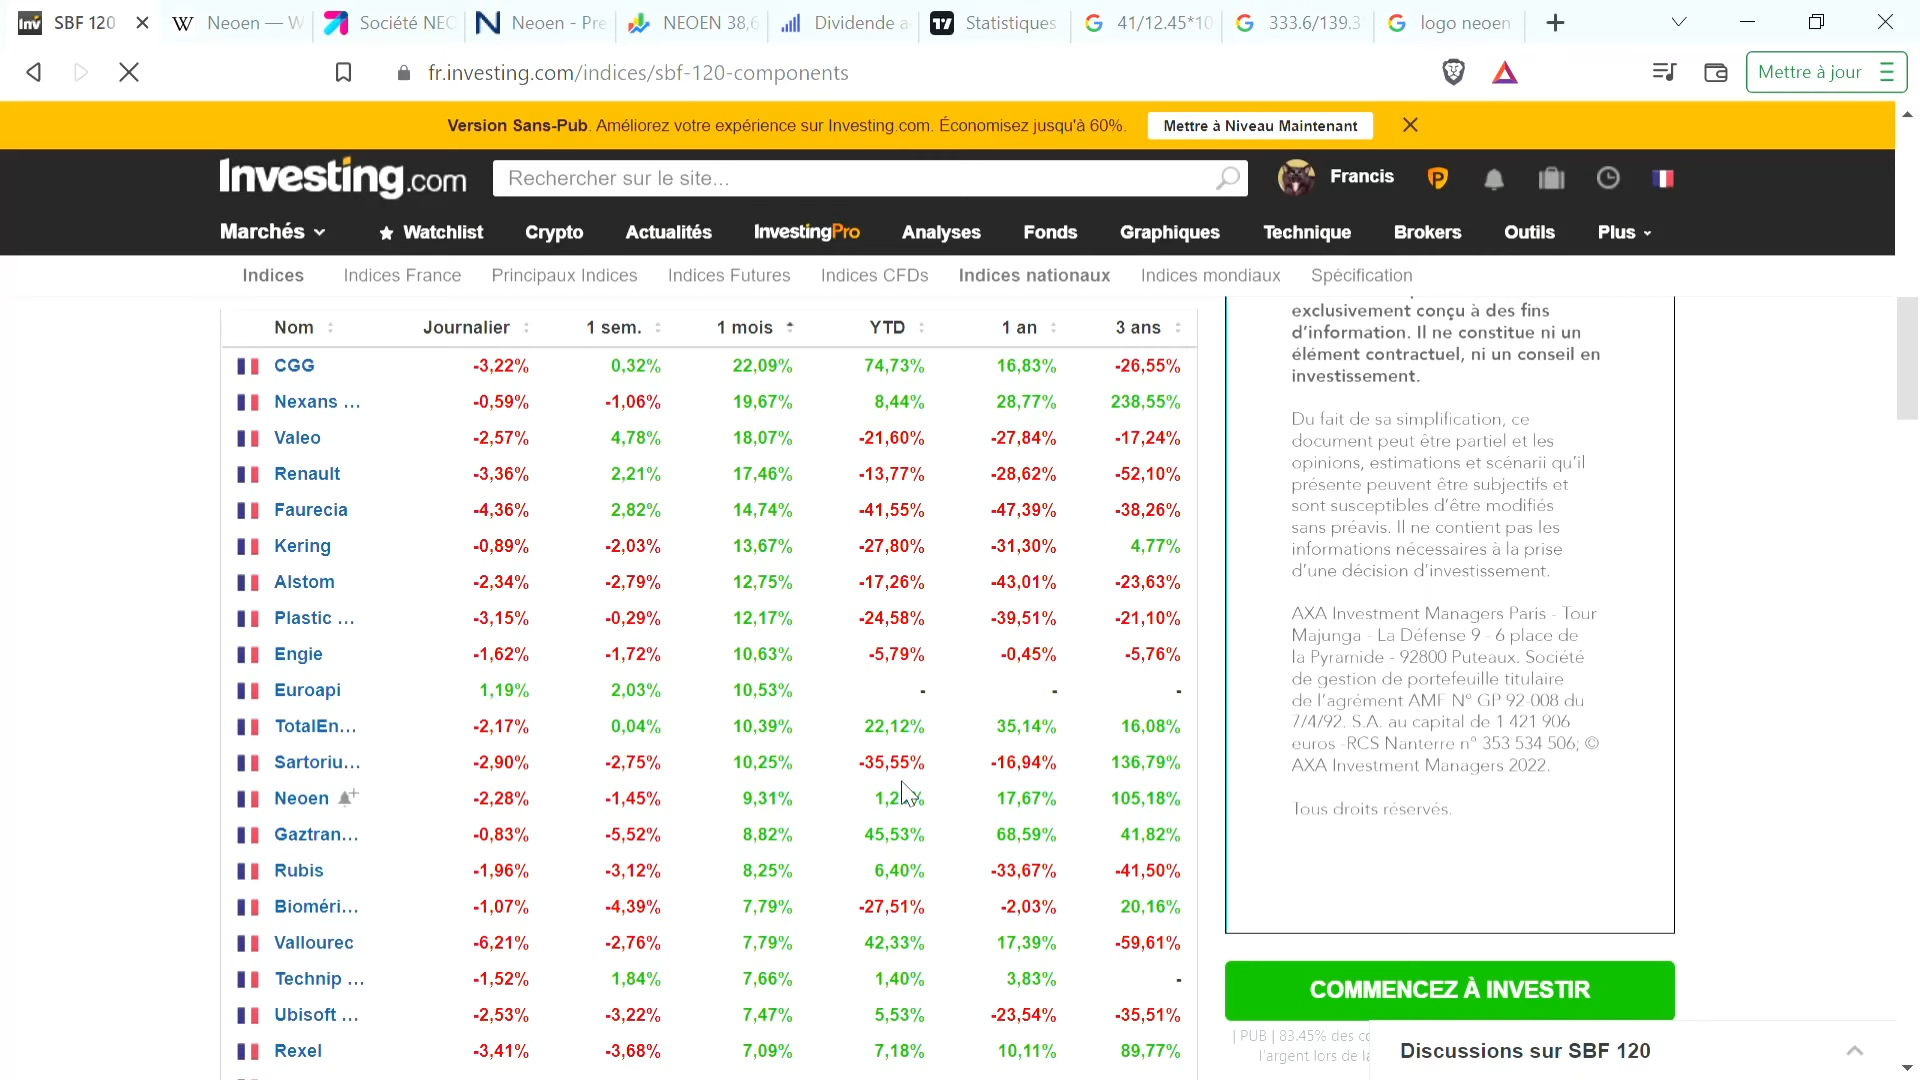 SBF 120
Neoen — W
Société NEO
Neoen - Pre
NEOEN 38,6
Dividende a
Statistiques
41/12.45*10
333.6/139.3
logo neoen
fr.investing.com/indices/sbf-120-components
Mettre à jour
Version Sans-Pub. Améliorez votre expérience sur Investing.com. Économisez jusqu'à 60%.
Mettre à Niveau Maintenant
Investing.com
Rechercher sur le site...
Francis
Marchés
Watchlist
Crypto
Actualités
InvestingPro
Analyses
Fonds
Graphiques
Technique
Brokers
Outils
Plus
Indices
Indices France
Principaux Indices
Indices Futures
Indices CFDs
Indices nationaux
Indices mondiaux
Spécification
Nom Journalier 1 sem. 1 mois YTD 1 an 3 ans
CGG -3,22% 0,32% 22,09% 74,73% 16,83% -26,55%
Nexans ... -0,59% -1,06% 19,67% 8,44% 28,77% 238,55%
Valeo -2,57% 4,78% 18,07% -21,60% -27,84% -17,24%
Renault -3,36% 2,21% 17,46% -13,77% -28,62% -52,10%
Faurecia -4,36% 2,82% 14,74% -41,55% -47,39% -38,26%
Kering -0,89% -2,03% 13,67% -27,80% -31,30% 4,77%
Alstom -2,34% -2,79% 12,75% -17,26% -43,01% -23,63%
Plastic ... -3,15% -0,29% 12,17% -24,58% -39,51% -21,10%
Engie -1,62% -1,72% 10,63% -5,79% -0,45% -5,76%
Euroapi 1,19% 2,03% 10,53% - - -
TotalEn... -2,17% 0,04% 10,39% 22,12% 35,14% 16,08%
Sartoriu... -2,90% -2,75% 10,25% -35,55% -16,94% 136,79%
Neoen -2,28% -1,45% 9,31% 1,2 % 17,67% 105,18%
Gaztran... -0,83% -5,52% 8,82% 45,53% 68,59% 41,82%
Rubis -1,96% -3,12% 8,25% 6,40% -33,67% -41,50%
Bioméri... -1,07% -4,39% 7,79% -27,51% -2,03% 20,16%
Vallourec -6,21% -2,76% 7,79% 42,33% 17,39% -59,61%
Technip ... -1,52% 1,84% 7,66% 1,40% 3,83% -
Ubisoft ... -2,53% -3,22% 7,47% 5,53% -23,54% -35,51%
Rexel -3,41% -3,68% 7,09% 7,18% 10,11% 89,77%
exclusivement conçu à des fins
d'information. Il ne constitue ni un
élément contractuel, ni un conseil en
investissement.
Du fait de sa simplification, ce
document peut être partiel et les
opinions, estimations et scénarii qu'il
présente peuvent être subjectifs et
sont susceptibles d'être modifiés
sans préavis. Il ne contient pas les
informations nécessaires à la prise
d'une décision d'investissement.
AXA Investment Managers Paris - Tour
Majunga - La Défense 9 - 6 place de
la Pyramide - 92800 Puteaux. Société
de gestion de portefeuille titulaire
de l'agrément AMF N° GP 92-008 du
7/4/92. S.A. au capital de 1 421 906
euros -RCS Nanterre n° 353 534 506; ©
AXA Investment Managers 2022.
Tous droits réservés.
COMMENCEZ À INVESTIR
| PUB | 83.45% des co
l'argent lors de la
Discussions sur SBF 120